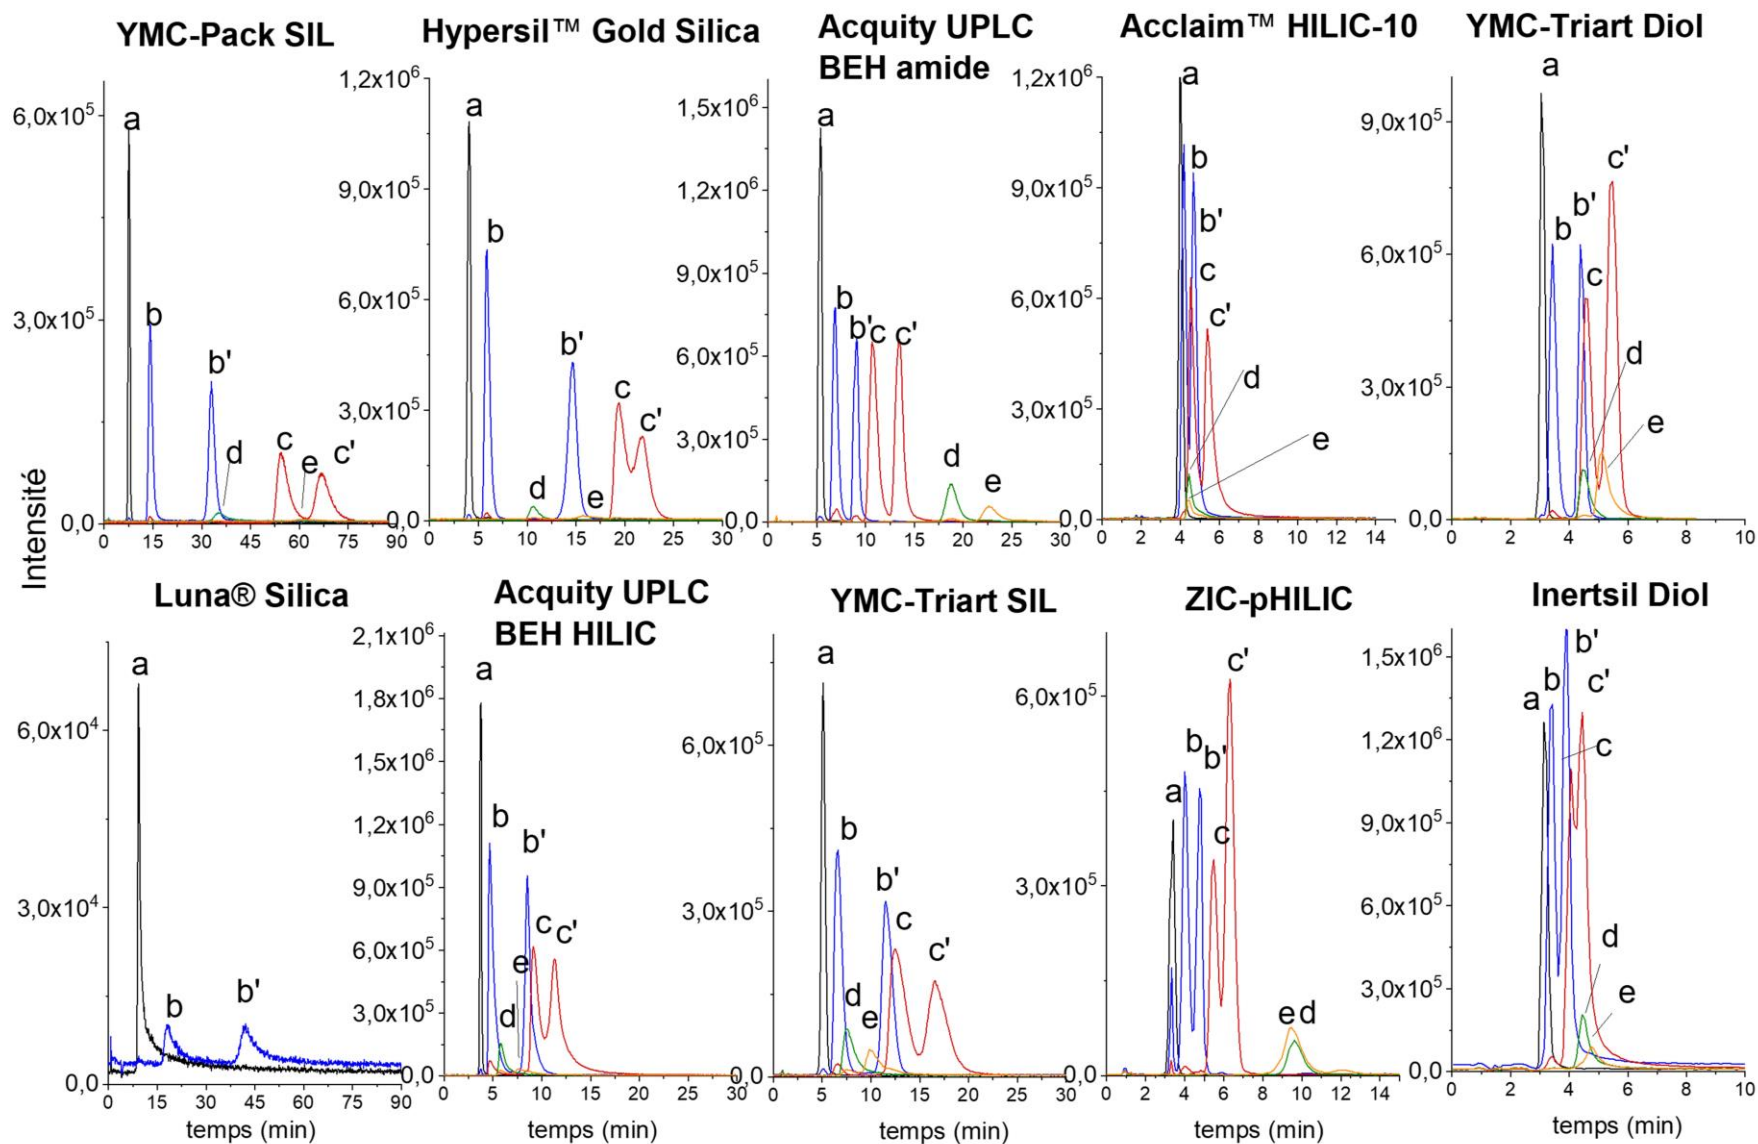 YMC-Pack SIL
6,0x10⁵
3,0x10⁵
0,0
a
b
b'
d
c
e
c'
0 15 30 45 60 75 90
Hypersil™ Gold Silica
1,2x10⁶
9,0x10⁵
6,0x10⁵
3,0x10⁵
0,0
a
b
d
b'
e
c
c'
0 5 10 15 20 25 30
Acquity UPLC
BEH amide
1,5x10⁶
1,2x10⁶
9,0x10⁵
6,0x10⁵
3,0x10⁵
0,0
a
b
b'
c
c'
d
e
0 5 10 15 20 25 30
Acclaim™ HILIC-10
1,2x10⁶
9,0x10⁵
6,0x10⁵
3,0x10⁵
0,0
a
b
b'
c
c'
d
e
0 2 4 6 8 10 12 14
YMC-Triart Diol
9,0x10⁵
6,0x10⁵
3,0x10⁵
0,0
a
b
b'
c
c'
d
e
0 2 4 6 8 10
Intensité
Luna® Silica
6,0x10⁴
3,0x10⁴
0,0
a
b
b'
0 15 30 45 60 75 90
temps (min)
Acquity UPLC
BEH HILIC
2,1x10⁶
1,8x10⁶
1,5x10⁶
1,2x10⁶
9,0x10⁵
6,0x10⁵
3,0x10⁵
0,0
a
b
d
e
b'
c
c'
0 5 10 15 20 25 30
temps (min)
YMC-Triart SIL
6,0x10⁵
3,0x10⁵
0,0
a
b
d
e
b'
c
c'
0 5 10 15 20 25 30
temps (min)
ZIC-pHILIC
6,0x10⁵
3,0x10⁵
0,0
a
b
b'
c
c'
e
d
0 2 4 6 8 10 12 14
temps (min)
Inertsil Diol
1,5x10⁶
1,2x10⁶
9,0x10⁵
6,0x10⁵
3,0x10⁵
0,0
a
b
b'
c'
c
d
e
0 2 4 6 8 10
temps (min)